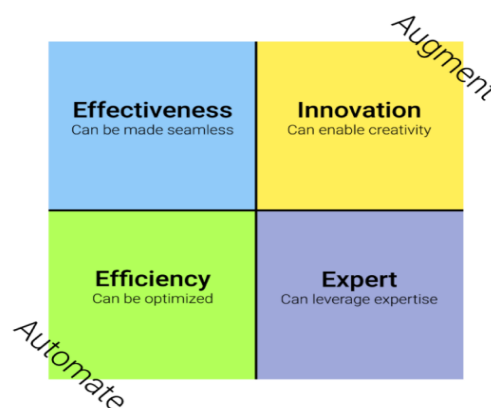 Augment
Effectiveness
Can be made seamless
Innovation
Can enable creativity
Efficiency
Can be optimized
Expert
Can leverage expertise
Automate